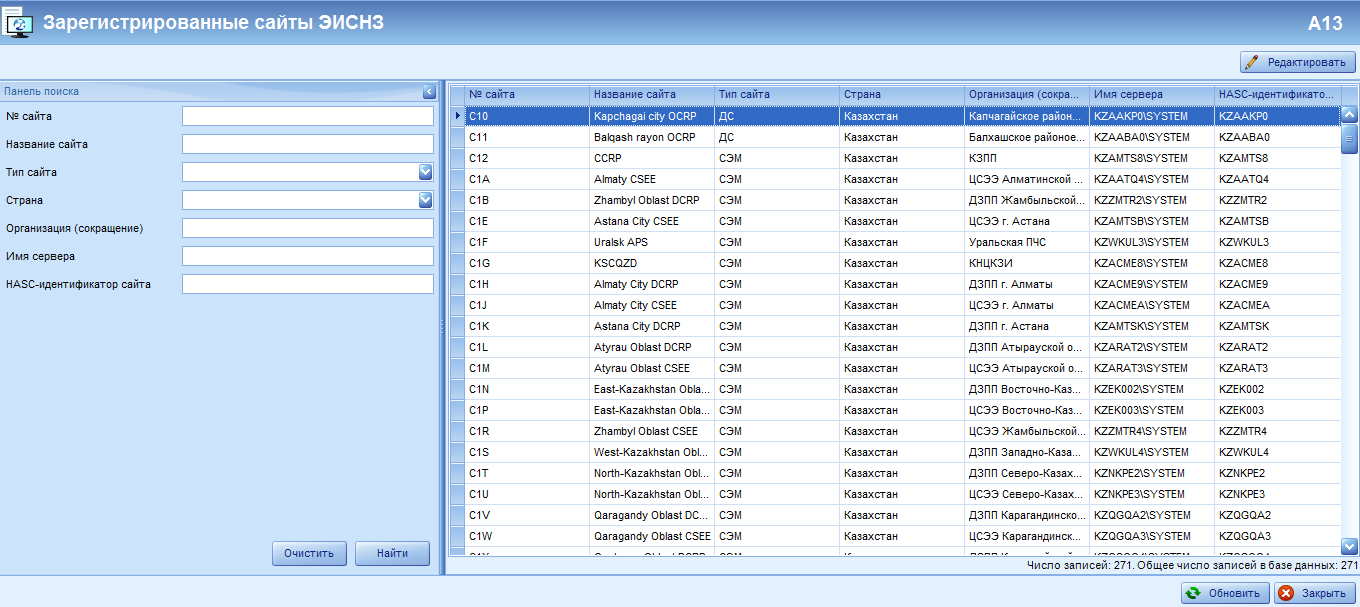 Зарегистрированные сайты ЭИСНЗ A13
Редактировать
Панель поиска
№ сайта
Название сайта
Тип сайта
Страна
Организация (сокращение)
Имя сервера
HASC-идентификатор сайта
Очистить Найти
№ сайта Название сайта Тип сайта Страна Организация (сокра... Имя сервера HASC-идентификато...
C10 Kapchagai city OCRP ДС Казахстан Капчагайское район... KZAAKP0\SYSTEM KZAAKP0
C11 Balqash rayon OCRP ДС Казахстан Балхашское районое... KZAABA0\SYSTEM KZAABA0
C12 CCRP СЭМ Казахстан КЗПП KZAMTS8\SYSTEM KZAMTS8
C1A Almaty CSEE СЭМ Казахстан ЦСЭЭ Алматинской ... KZAATQ4\SYSTEM KZAATQ4
C1B Zhambyl Oblast DCRP СЭМ Казахстан ДЗПП Жамбыльской... KZZMTR2\SYSTEM KZZMTR2
C1E Astana City CSEE СЭМ Казахстан ЦСЭЭ г. Астана KZAMTSB\SYSTEM KZAMTSB
C1F Uralsk APS СЭМ Казахстан Уральская ПЧС KZWKUL3\SYSTEM KZWKUL3
C1G KSCQZD СЭМ Казахстан КНЦКЗИ KZACME8\SYSTEM KZACME8
C1H Almaty City DCRP СЭМ Казахстан ДЗПП г. Алматы KZACME9\SYSTEM KZACME9
C1J Almaty City CSEE СЭМ Казахстан ЦСЭЭ г. Алматы KZACMEA\SYSTEM KZACMEA
C1K Astana City DCRP СЭМ Казахстан ДЗПП г. Астана KZAMTSK\SYSTEM KZAMTSK
C1L Atyrau Oblast DCRP СЭМ Казахстан ДЗПП Атырауской о... KZARAT2\SYSTEM KZARAT2
C1M Atyrau Oblast CSEE СЭМ Казахстан ЦСЭЭ Атырауской о... KZARAT3\SYSTEM KZARAT3
C1N East-Kazakhstan Obla... СЭМ Казахстан ДЗПП Восточно-Каз... KZEK002\SYSTEM KZEK002
C1P East-Kazakhstan Obla... СЭМ Казахстан ЦСЭЭ Восточно-Каз... KZEK003\SYSTEM KZEK003
C1R Zhambyl Oblast CSEE СЭМ Казахстан ЦСЭЭ Жамбыльской... KZZMTR4\SYSTEM KZZMTR4
C1S West-Kazakhstan Obl... СЭМ Казахстан ДЗПП Западно-Каза... KZWKUL4\SYSTEM KZWKUL4
C1T North-Kazakhstan Obl... СЭМ Казахстан ДЗПП Северо-Казах... KZNKPE2\SYSTEM KZNKPE2
C1U North-Kazakhstan Obl... СЭМ Казахстан ЦСЭЭ Северо-Казах... KZNKPE3\SYSTEM KZNKPE3
C1V Qaragandy Oblast DC... СЭМ Казахстан ДЗПП Карагандинско... KZQGQA2\SYSTEM KZQGQA2
C1W Qaragandy Oblast CSEE СЭМ Казахстан ЦСЭЭ Карагандинск... KZQGQA3\SYSTEM KZQGQA3
Число записей: 271. Общее число записей в базе данных: 271
Обновить Закрыть